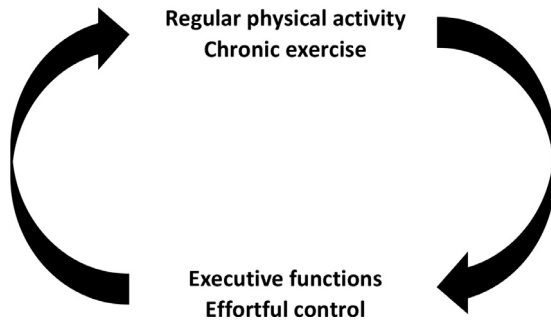 Regular physical activity
Chronic exercise
Executive functions
Effortful control